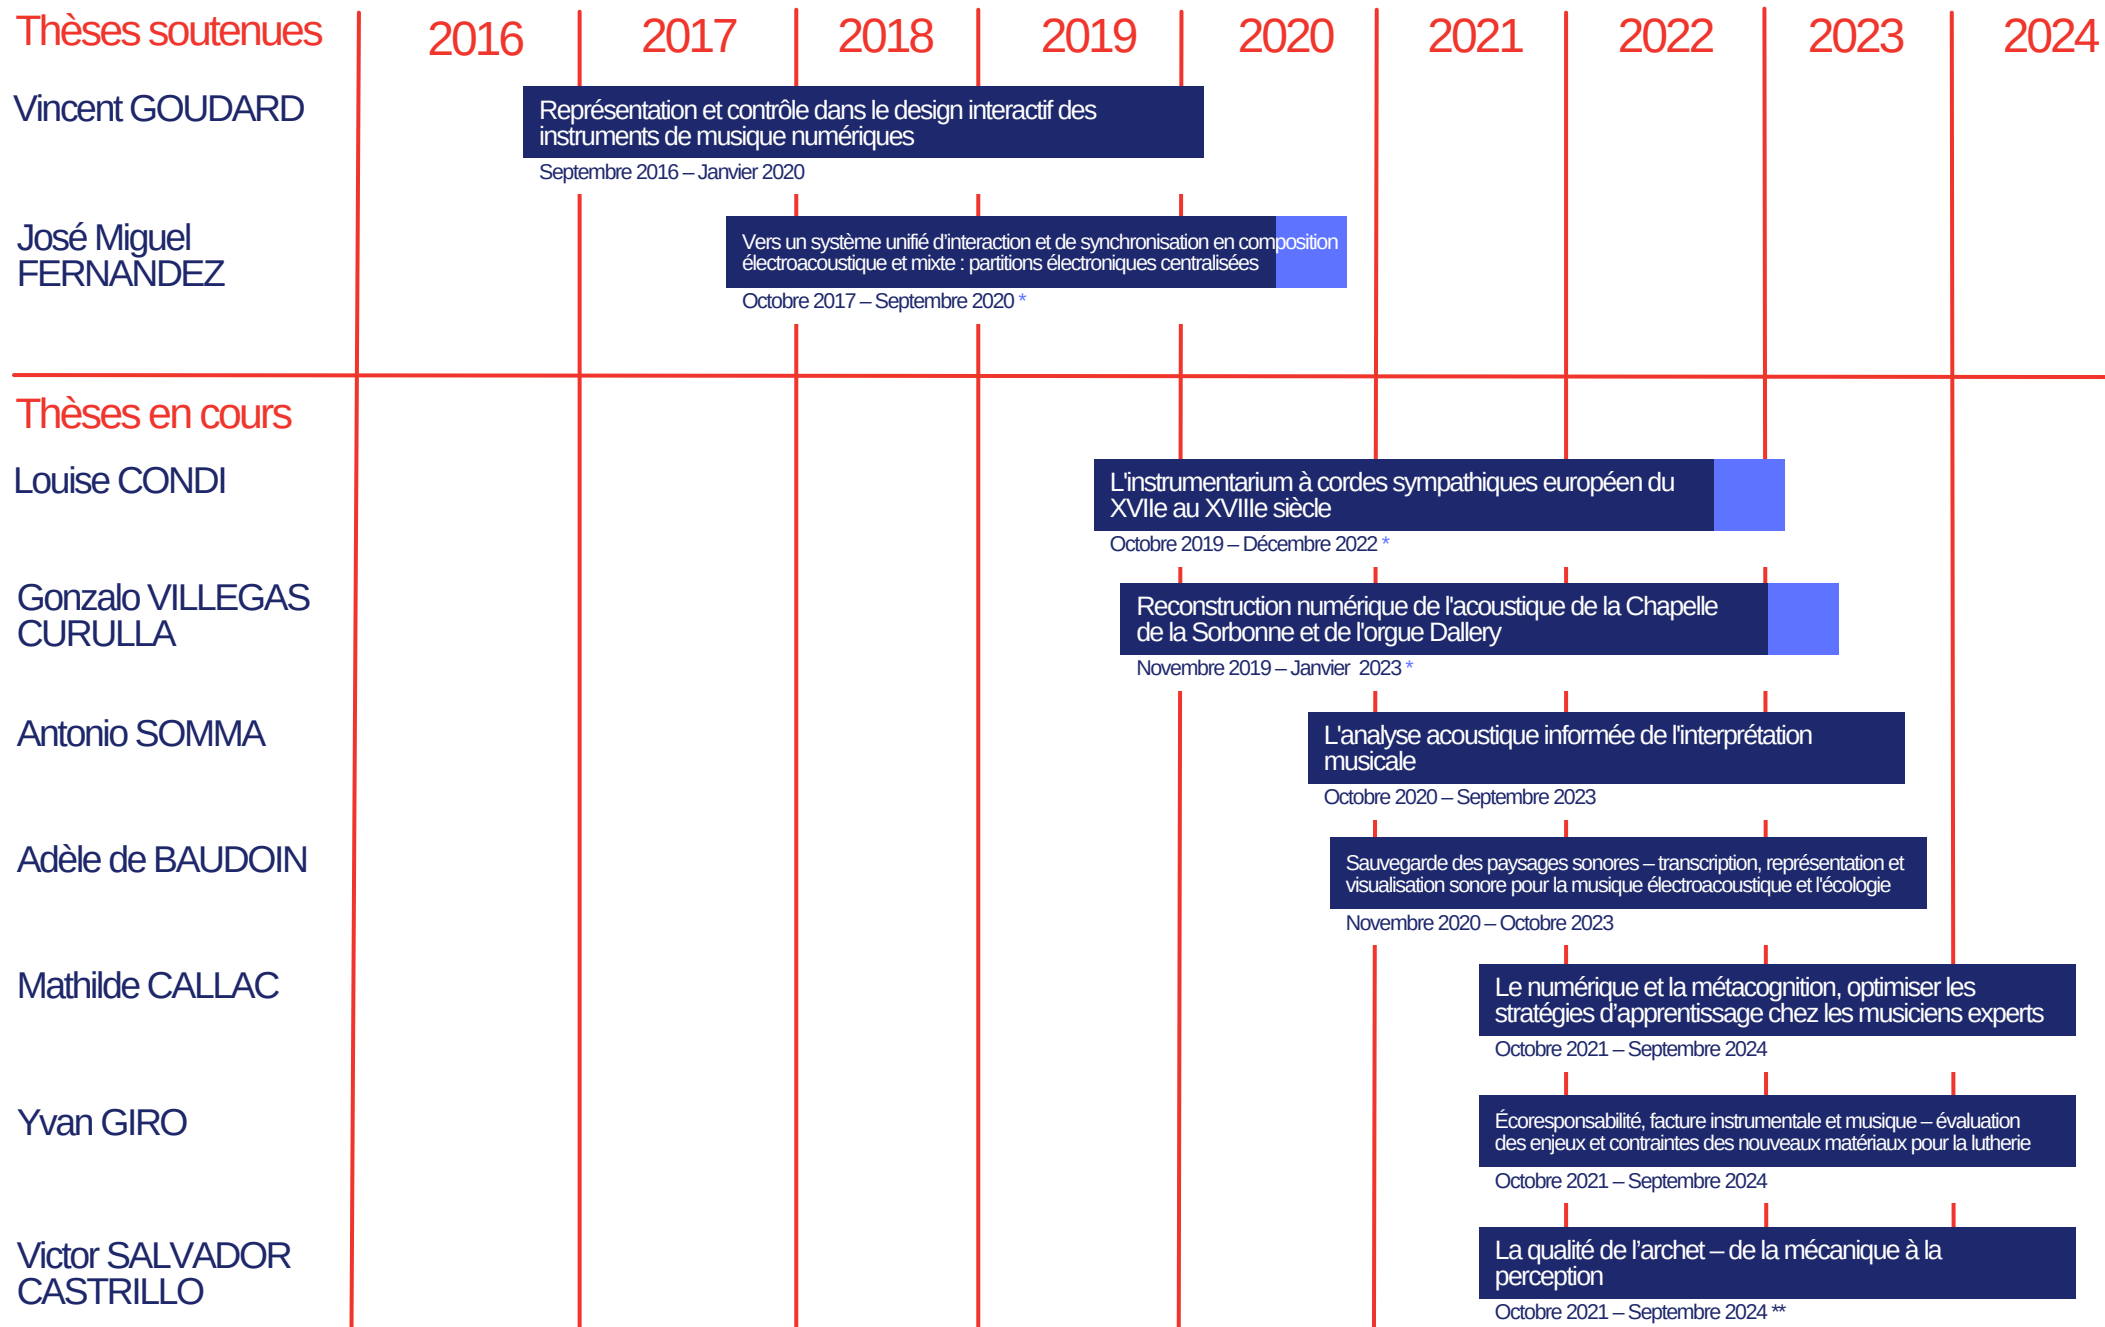 Thèses soutenues
2016
2017
2018
2019
2020
2021
2022
2023
2024
Vincent GOUDARD
Représentation et contrôle dans le design interactif des
instruments de musique numériques
Septembre 2016 – Janvier 2020
José Miguel
FERNANDEZ
Vers un système unifié d’interaction et de synchronisation en composition
électroacoustique et mixte : partitions électroniques centralisées
Octobre 2017 – Septembre 2020 *
Thèses en cours
Louise CONDI
L'instrumentarium à cordes sympathiques européen du
XVIIe au XVIIIe siècle
Octobre 2019 – Décembre 2022 *
Gonzalo VILLEGAS
CURULLA
Reconstruction numérique de l'acoustique de la Chapelle
de la Sorbonne et de l'orgue Dallery
Novembre 2019 – Janvier 2023 *
Antonio SOMMA
L'analyse acoustique informée de l'interprétation
musicale
Octobre 2020 – Septembre 2023
Adèle de BAUDOIN
Sauvegarde des paysages sonores – transcription, représentation et
visualisation sonore pour la musique électroacoustique et l'écologie
Novembre 2020 – Octobre 2023
Mathilde CALLAC
Le numérique et la métacognition, optimiser les
stratégies d’apprentissage chez les musiciens experts
Octobre 2021 – Septembre 2024
Yvan GIRO
Écoresponsabilité, facture instrumentale et musique – évaluation
des enjeux et contraintes des nouveaux matériaux pour la lutherie
Octobre 2021 – Septembre 2024
Victor SALVADOR
CASTRILLO
La qualité de l’archet – de la mécanique à la
perception
Octobre 2021 – Septembre 2024 **